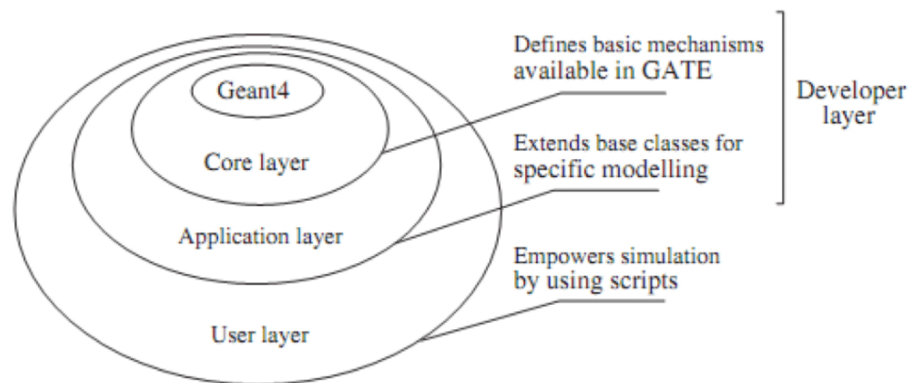 Geant4
Core layer
Application layer
User layer
Defines basic mechanisms
available in GATE
Extends base classes for
specific modelling
Empowers simulation
by using scripts
Developer
layer